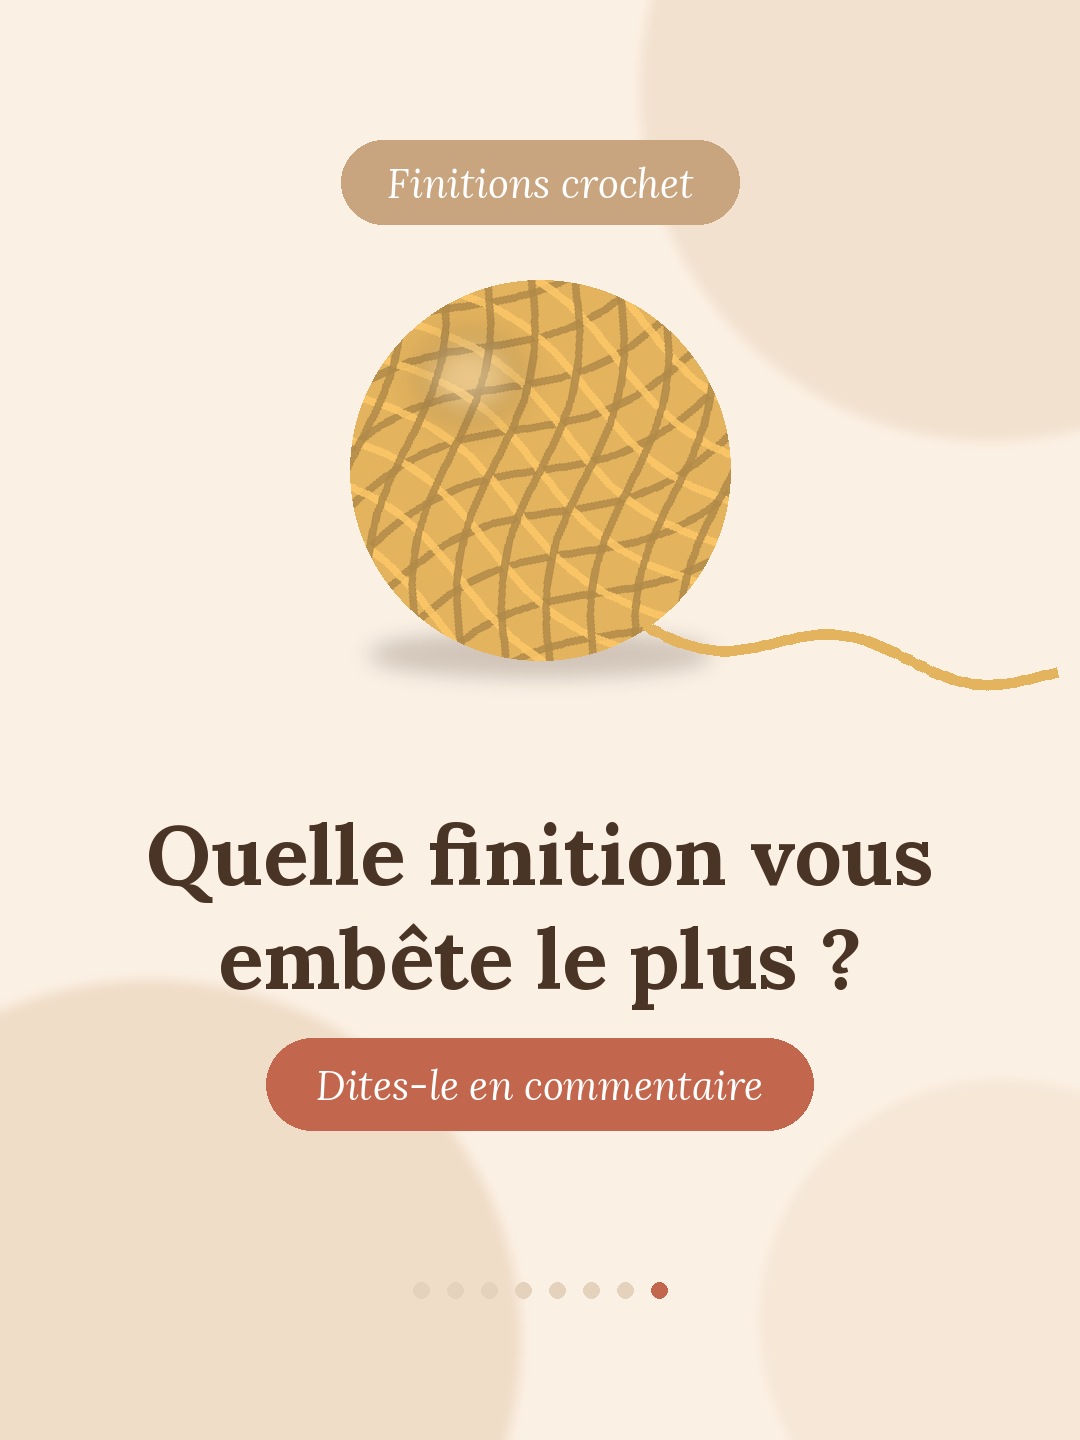 Finitions crochet
Quelle finition vous
embête le plus ?
Dites-le en commentaire